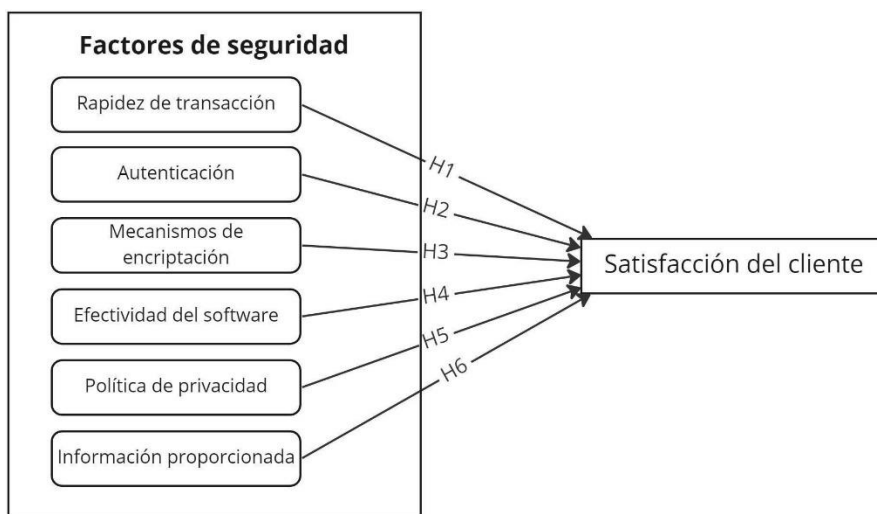 Factores de seguridad
Rapidez de transacción
Autenticación
Mecanismos de
encriptación
Efectividad del software
Política de privacidad
Información proporcionada
H1
H2
H3
H4
H5
H6
Satisfacción del cliente